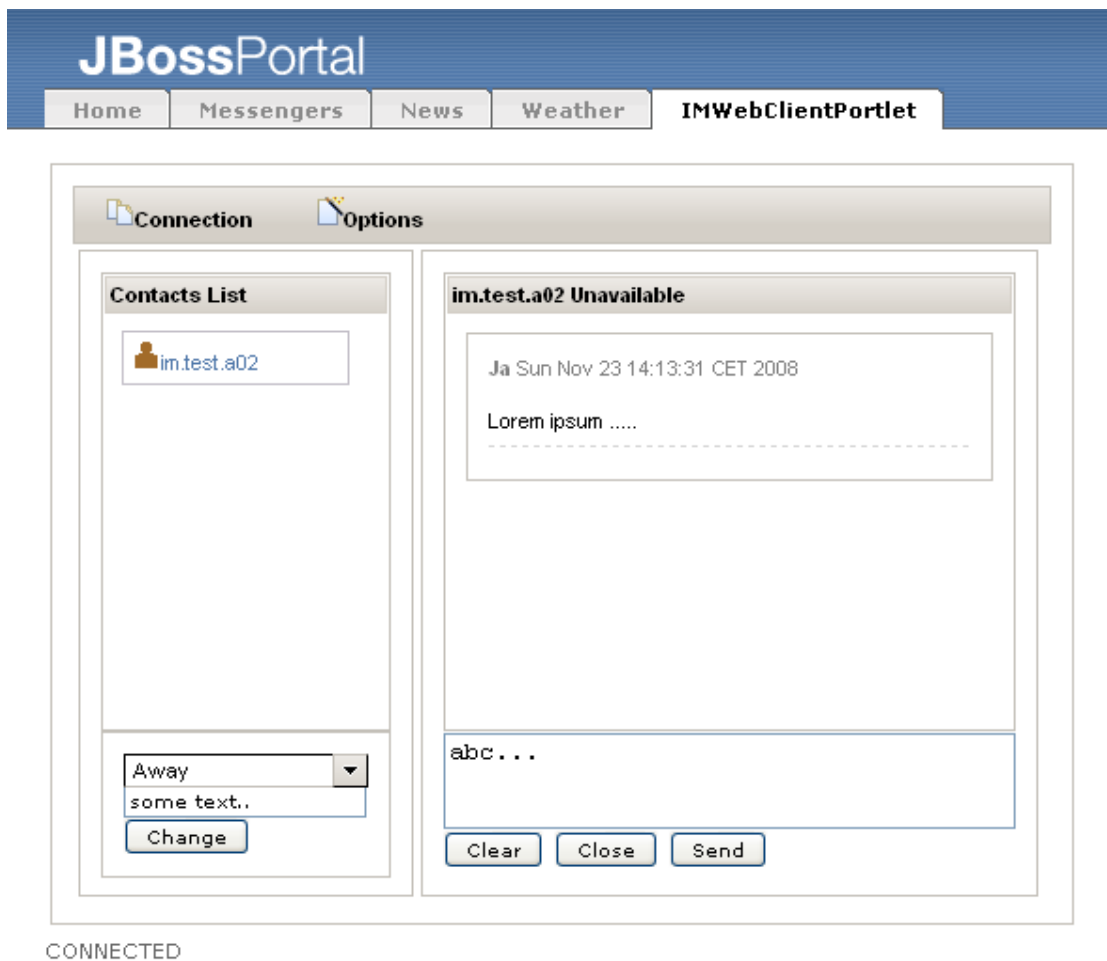 JBossPortal
Home Messengers News Weather IMWebClientPortlet
Connection Options
Contacts List
im.test.a02
Away
some text..
Change
im.test.a02 Unavailable
Ja Sun Nov 23 14:13:31 CET 2008
Lorem ipsum .....
abc...
Clear Close Send
CONNECTED